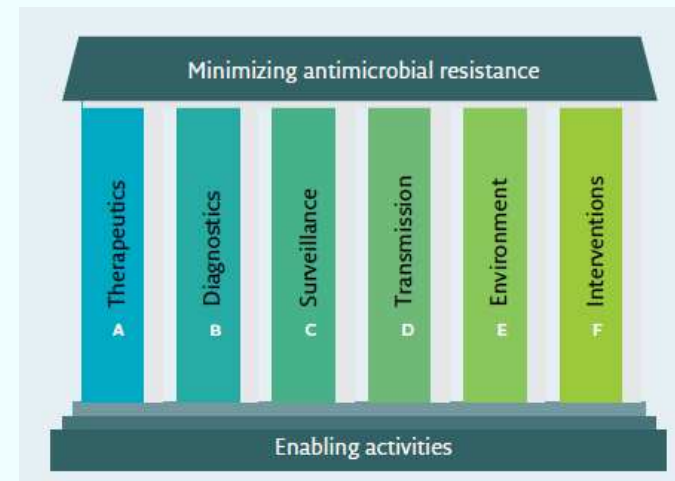 Minimizing antimicrobial resistance
Therapeutics
A
Diagnostics
B
Surveillance
C
Transmission
D
Environment
E
Interventions
F
Enabling activities